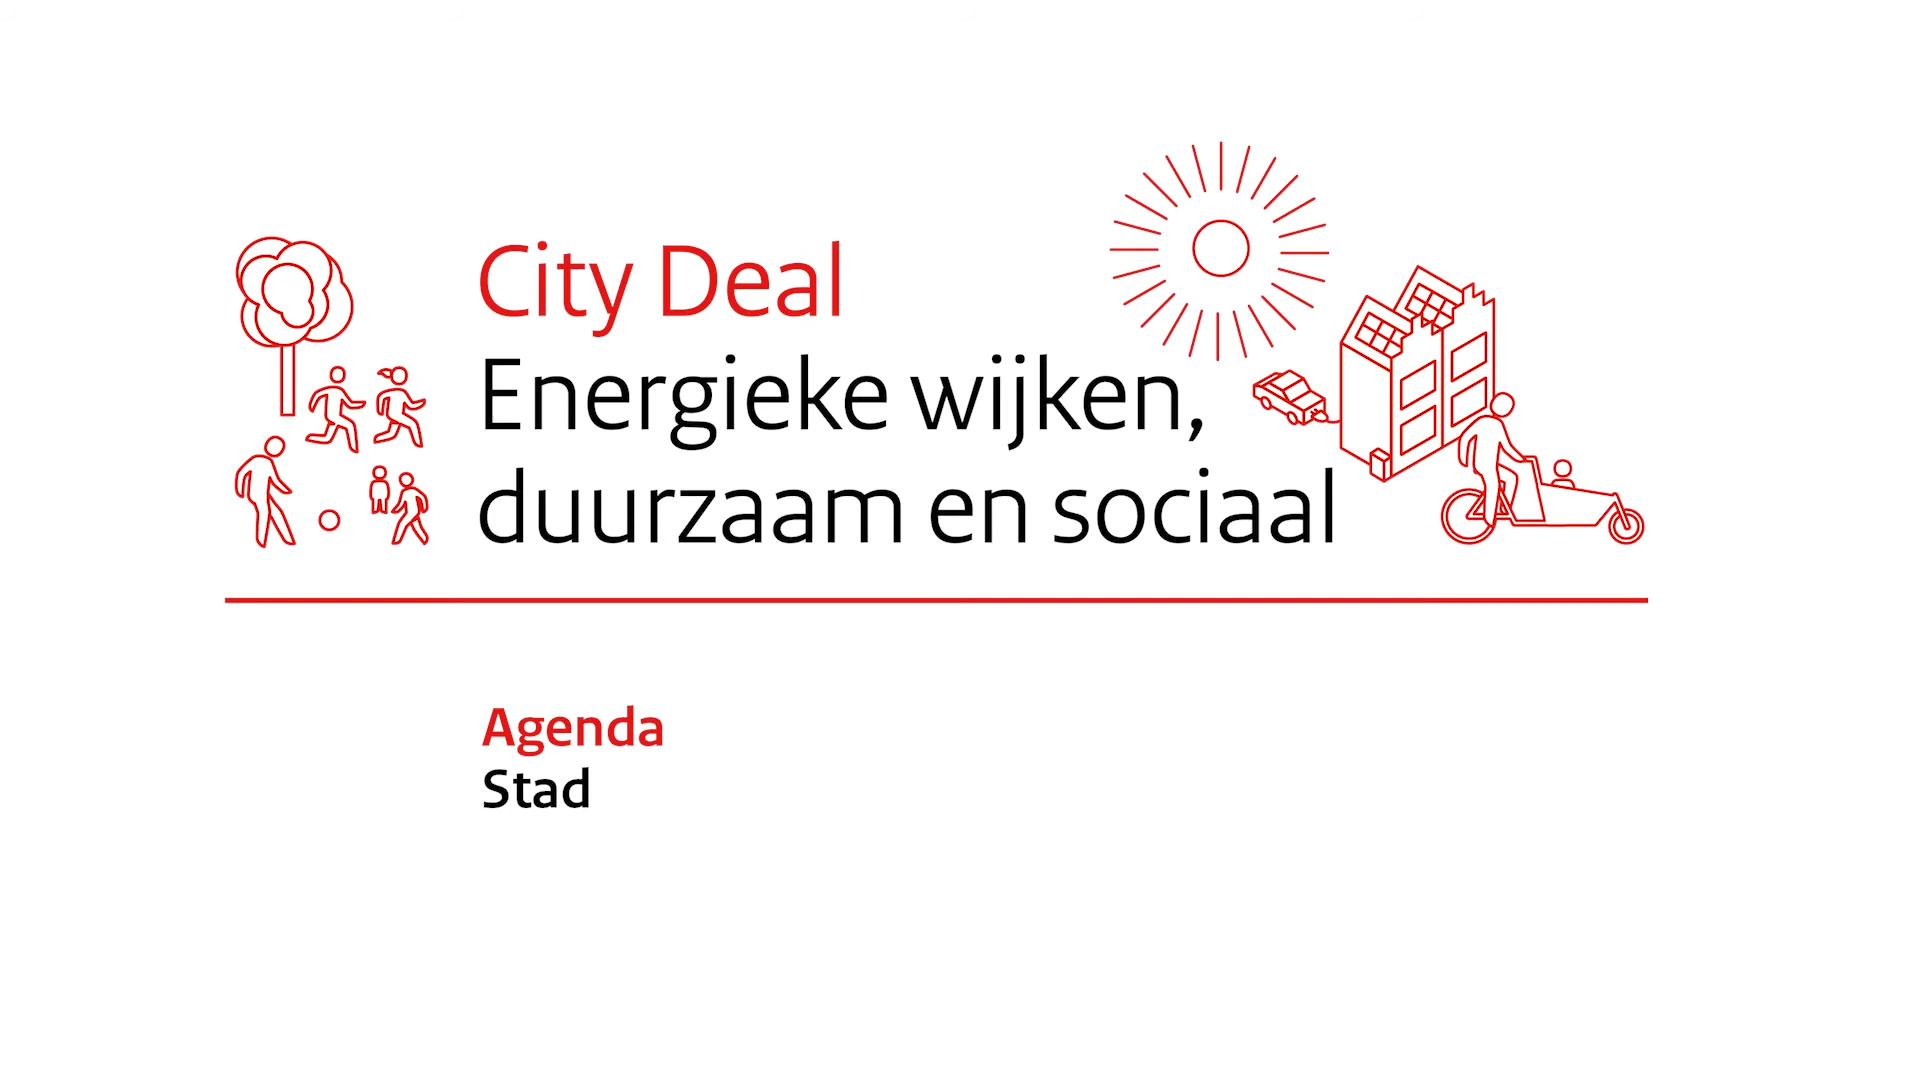 City Deal
Energieke wijken,
duurzaam en sociaal
Agenda
Stad